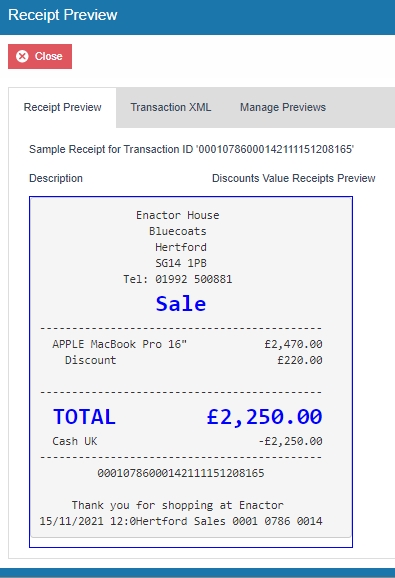 Receipt Preview
Close
Receipt Preview Transaction XML Manage Previews
Sample Receipt for Transaction ID '00010786000142111151208165'
Description Discounts Value Receipts Preview
Enactor House
Bluecoats
Hertford
SG14 1PB
Tel: 01992 500881
Sale
---------------------------------------------
APPLE MacBook Pro 16" £2,470.00
Discount £220.00
---------------------------------------------
TOTAL £2,250.00
Cash UK -£2,250.00
---------------------------------------------
00010786000142111151208165
Thank you for shopping at Enactor
15/11/2021 12:0Hertford Sales 0001 0786 0014